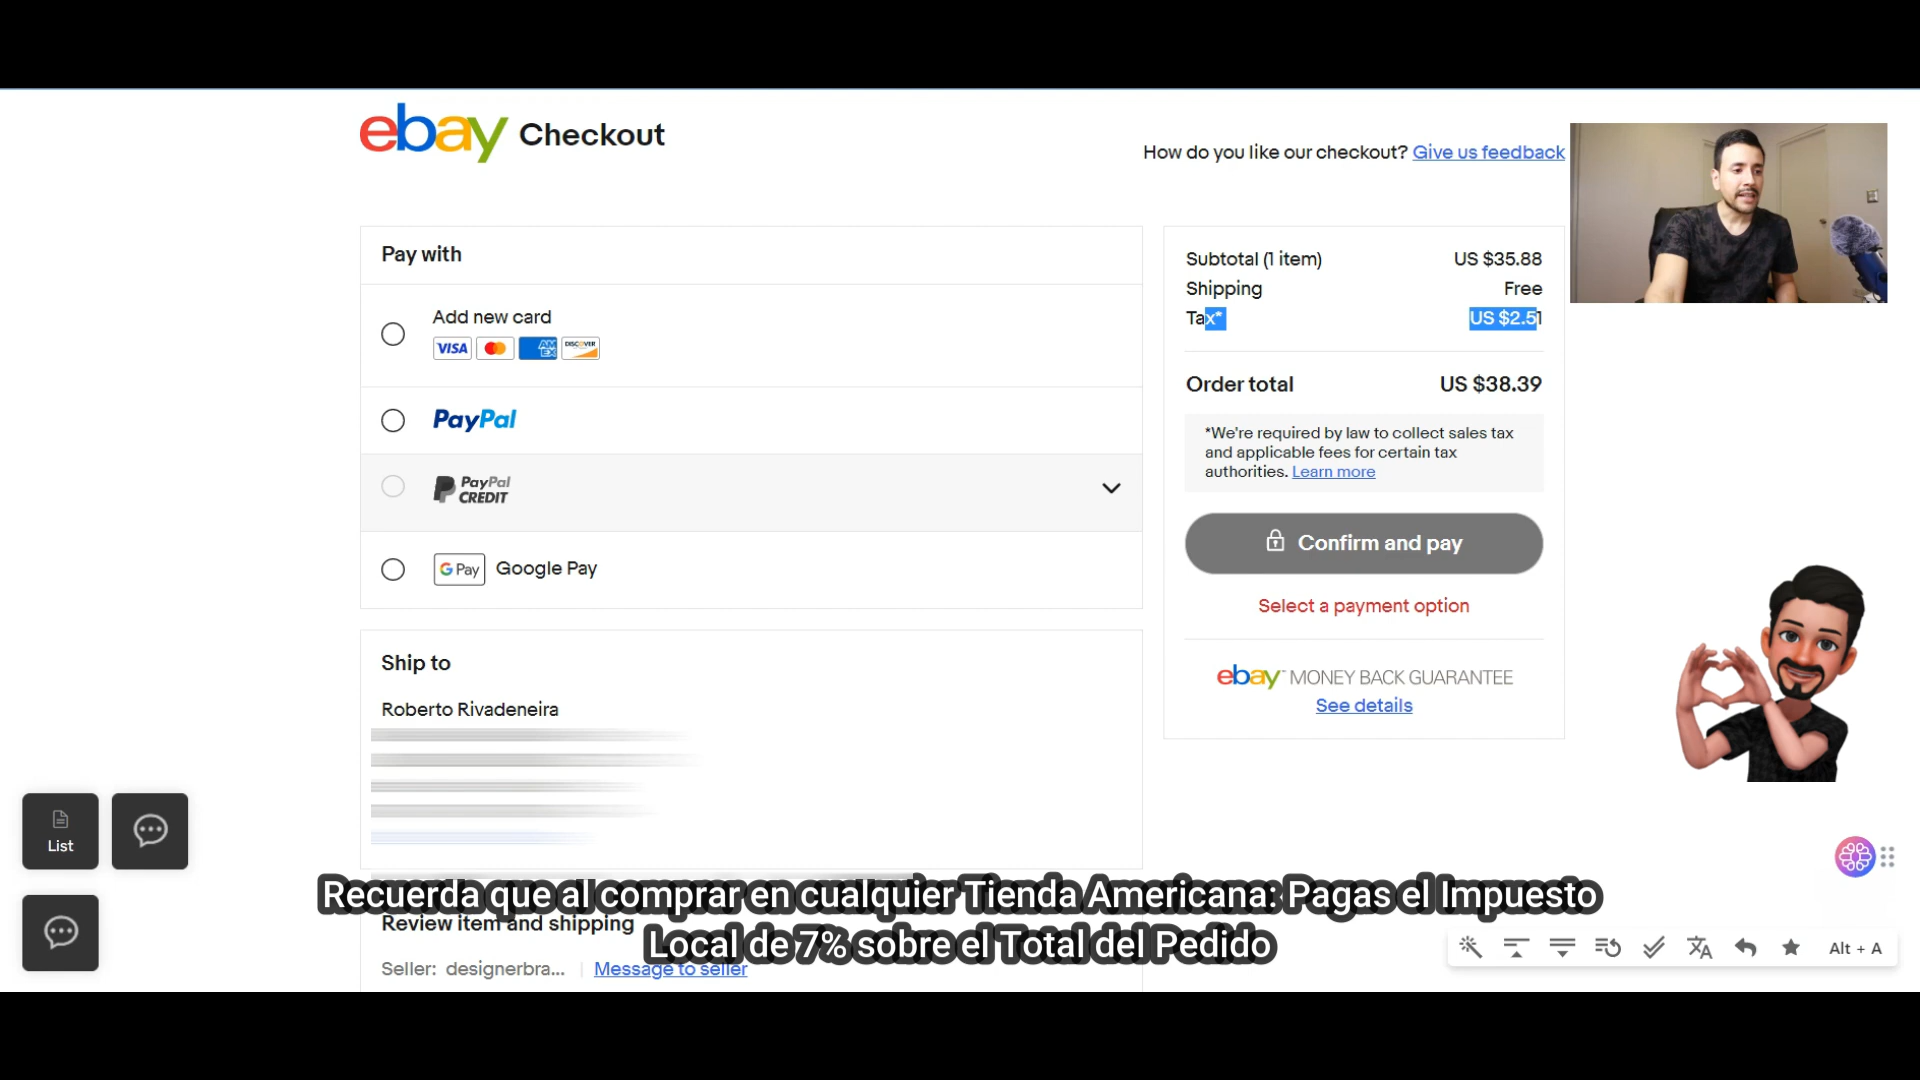 ebay Checkout
How do you like our checkout? Give us feedback
Pay with
Add new card
VISA AMEX DISCOVER
PayPal
PayPal CREDIT
G Pay Google Pay
Ship to
Roberto Rivadeneira
Subtotal (1 item) US $35.88
Shipping Free
Tax* US $2.51
Order total US $38.39
*We're required by law to collect sales tax
and applicable fees for certain tax
authorities. Learn more
Confirm and pay
Select a payment option
ebay MONEY BACK GUARANTEE
See details
List
Recuerda que al comprar en cualquier Tienda Americana: Pagas el Impuesto
Local de 7% sobre el Total del Pedido
Review item and shipping
Seller: designerbra... Message to seller
Alt + A